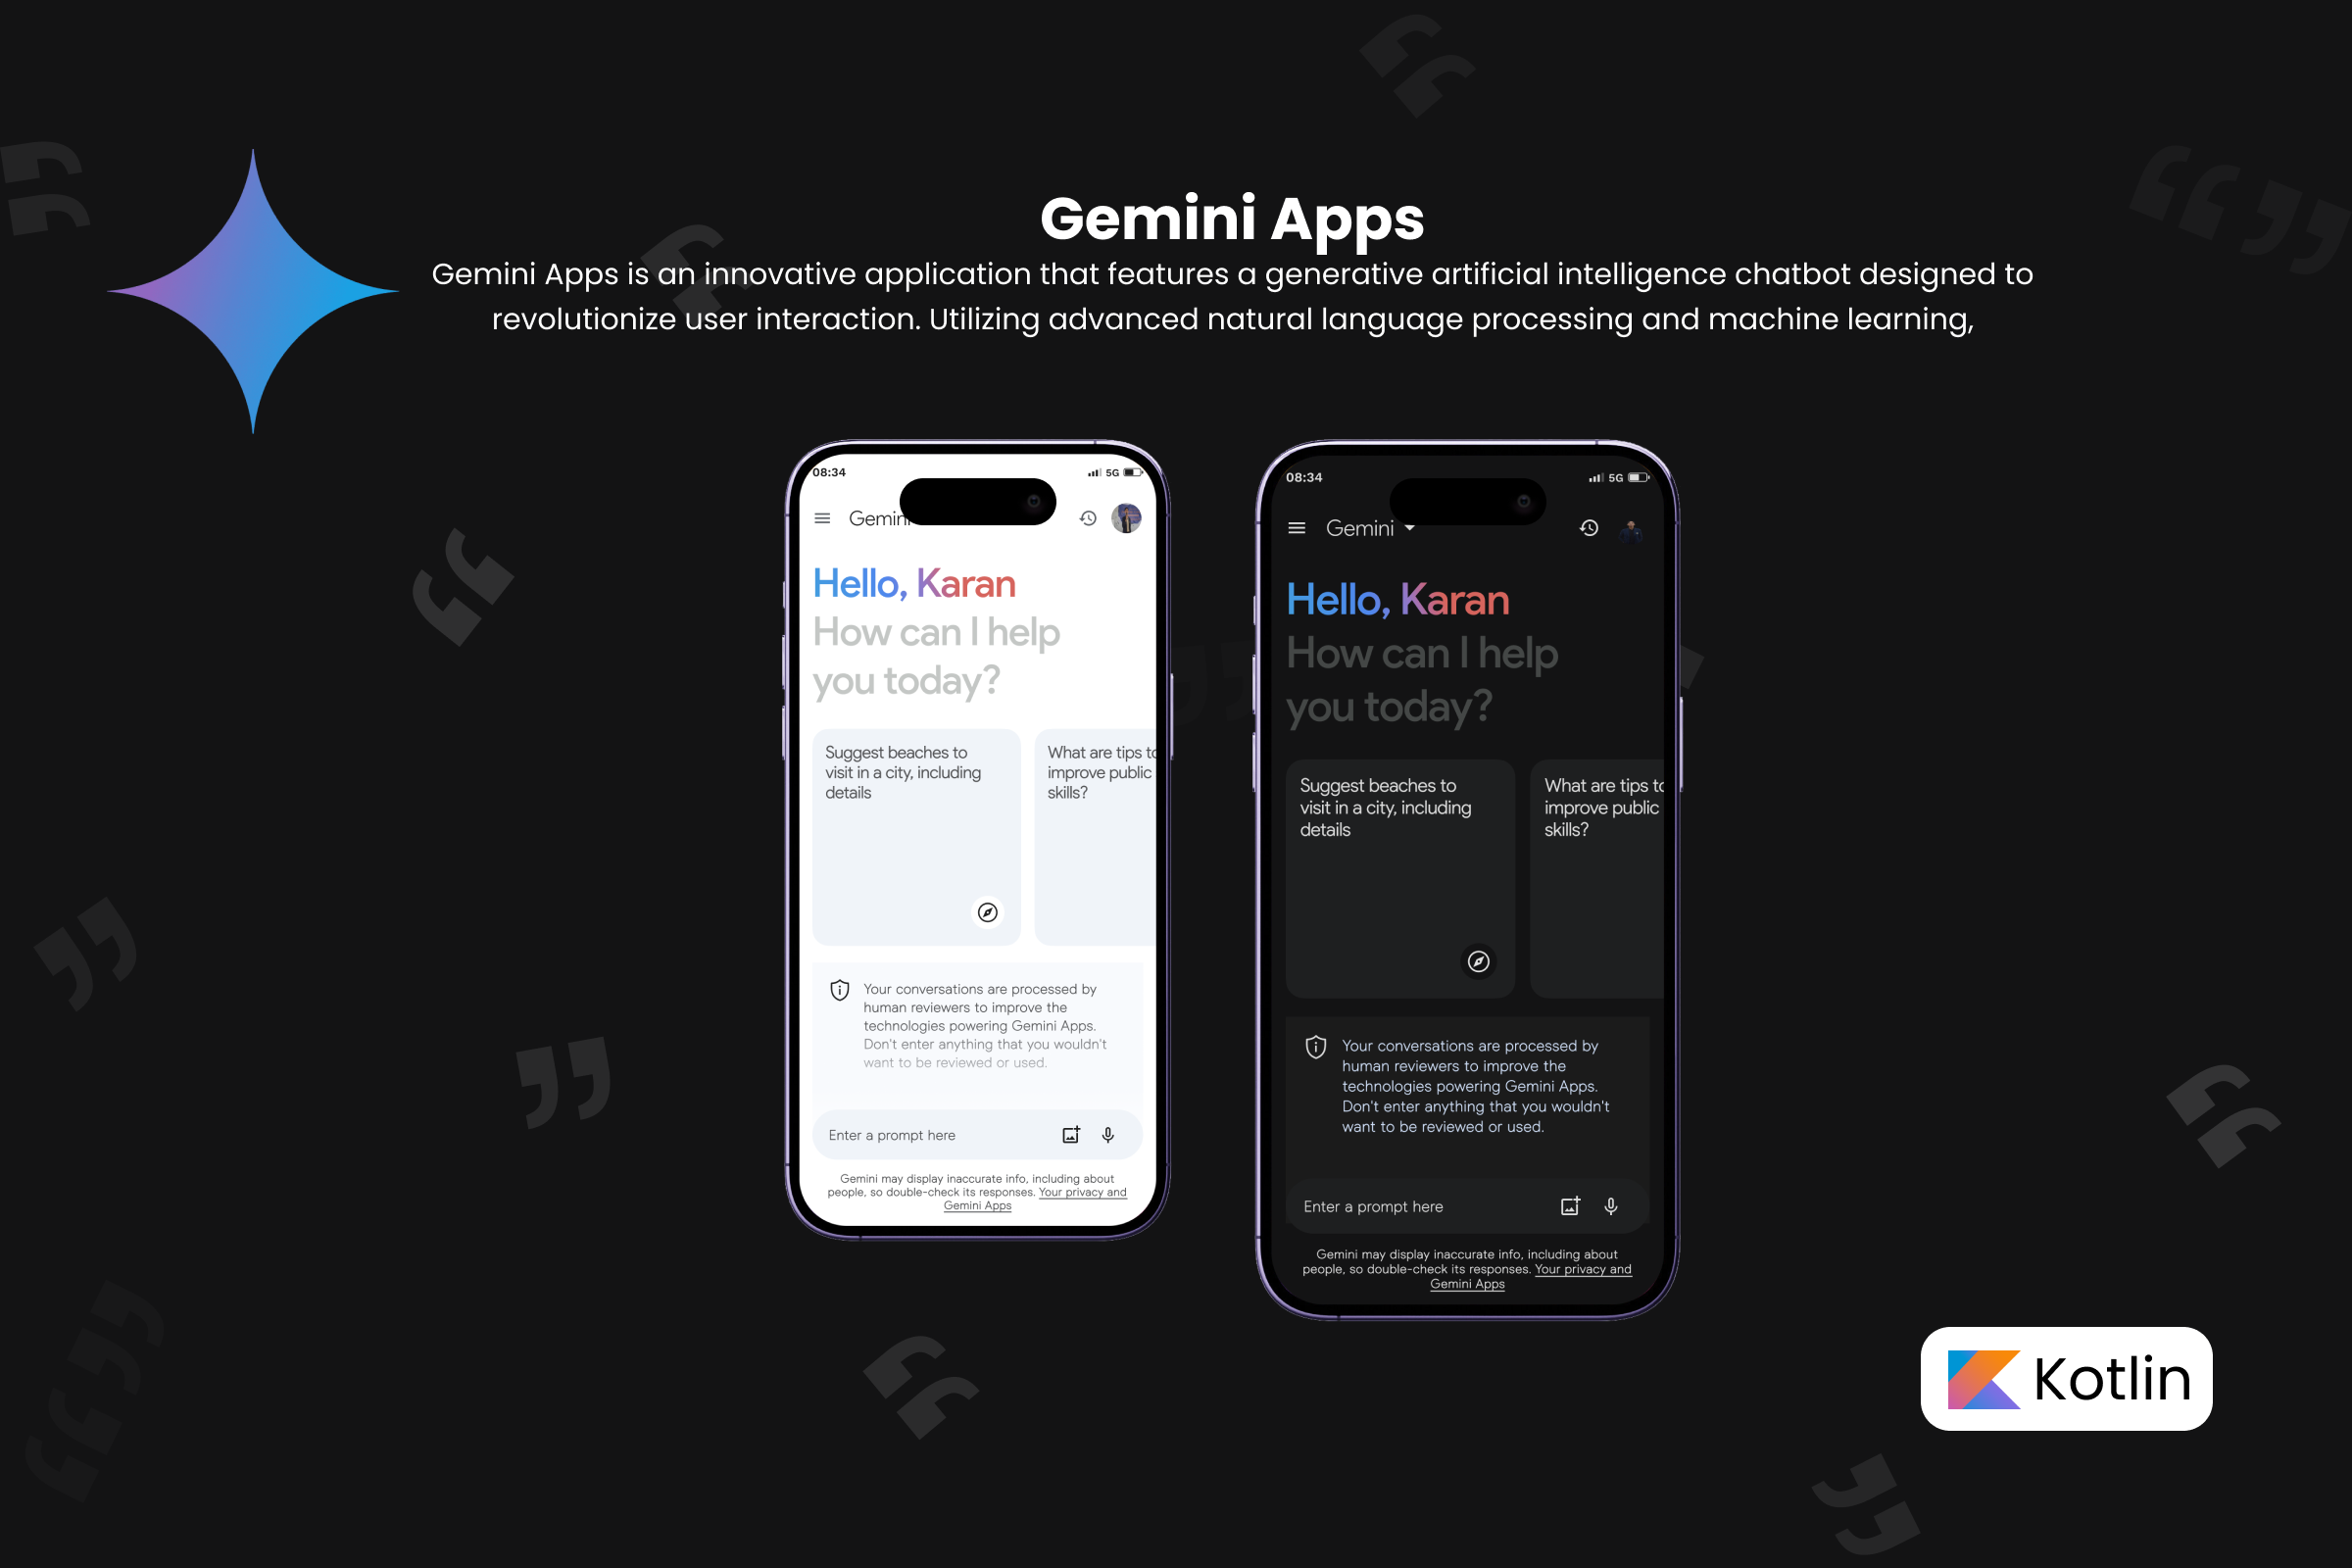 Gemini Apps
Gemini Apps is an innovative application that features a generative artificial intelligence chatbot designed to
revolutionize user interaction. Utilizing advanced natural language processing and machine learning,
08:34
5G
Gemini
Hello, Karan
How can I help
you today?
Suggest beaches to
visit in a city, including
details
What are tips to
improve public
skills?
Your conversations are processed by
human reviewers to improve the
technologies powering Gemini Apps.
Don't enter anything that you wouldn't
want to be reviewed or used.
Enter a prompt here
Gemini may display inaccurate info, including about
people, so double-check its responses. Your privacy and
Gemini Apps
08:34
5G
Gemini
Hello, Karan
How can I help
you today?
Suggest beaches to
visit in a city, including
details
What are tips to
improve public
skills?
Your conversations are processed by
human reviewers to improve the
technologies powering Gemini Apps.
Don't enter anything that you wouldn't
want to be reviewed or used.
Enter a prompt here
Gemini may display inaccurate info, including about
people, so double-check its responses. Your privacy and
Gemini Apps
Kotlin